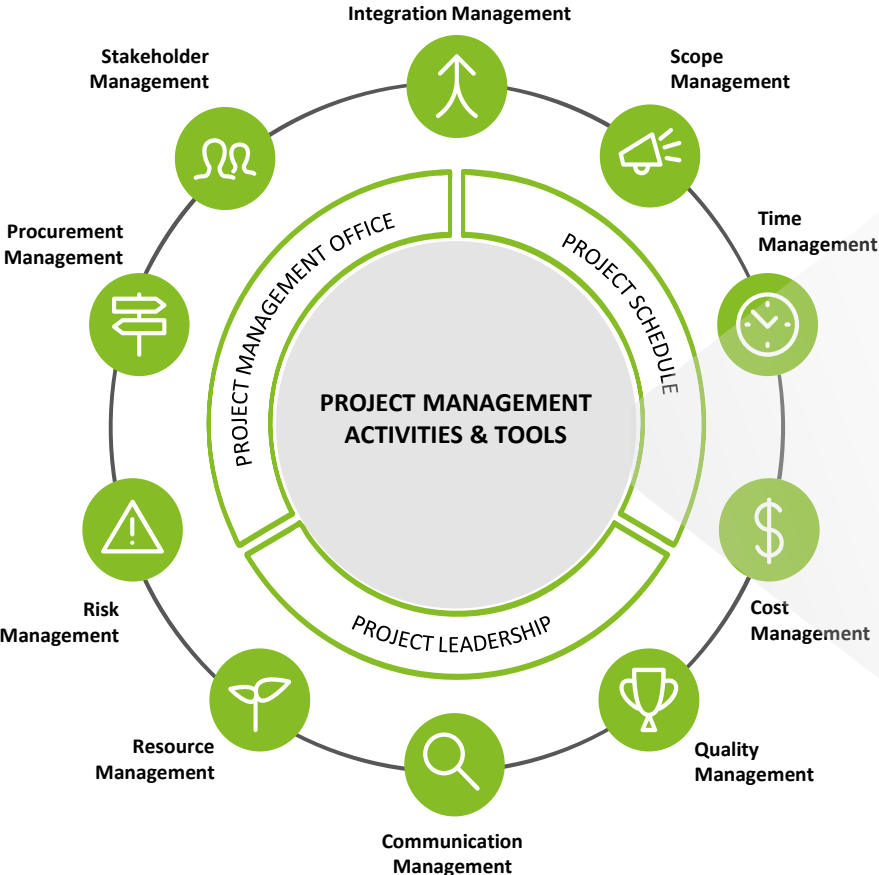 Integration Management
Scope
Management
Time
Management
Cost
Management
Quality
Management
Communication
Management
Resource
Management
Risk
Management
Procurement
Management
Stakeholder
Management
PROJECT MANAGEMENT OFFICE
PROJECT SCHEDULE
PROJECT LEADERSHIP
PROJECT MANAGEMENT
ACTIVITIES & TOOLS